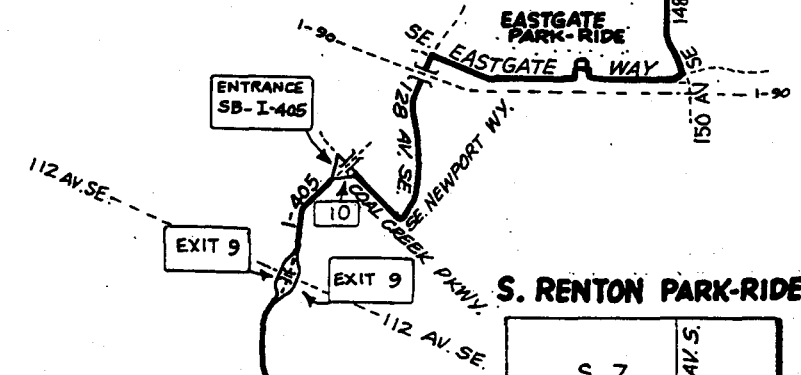 EASTGATE
PARK-RIDE
148
I-90
SE.
EASTGATE WAY
SE
I-90
ENTRANCE
SB-I-405
128 AV. SE
150 AV
SE. NEWPORT WY.
112 AV. SE.
I-405
10
COAL CREEK PKWY.
EXIT 9
EXIT 9
112 AV. SE.
S. RENTON PARK-RIDE
AV. S.
S 7